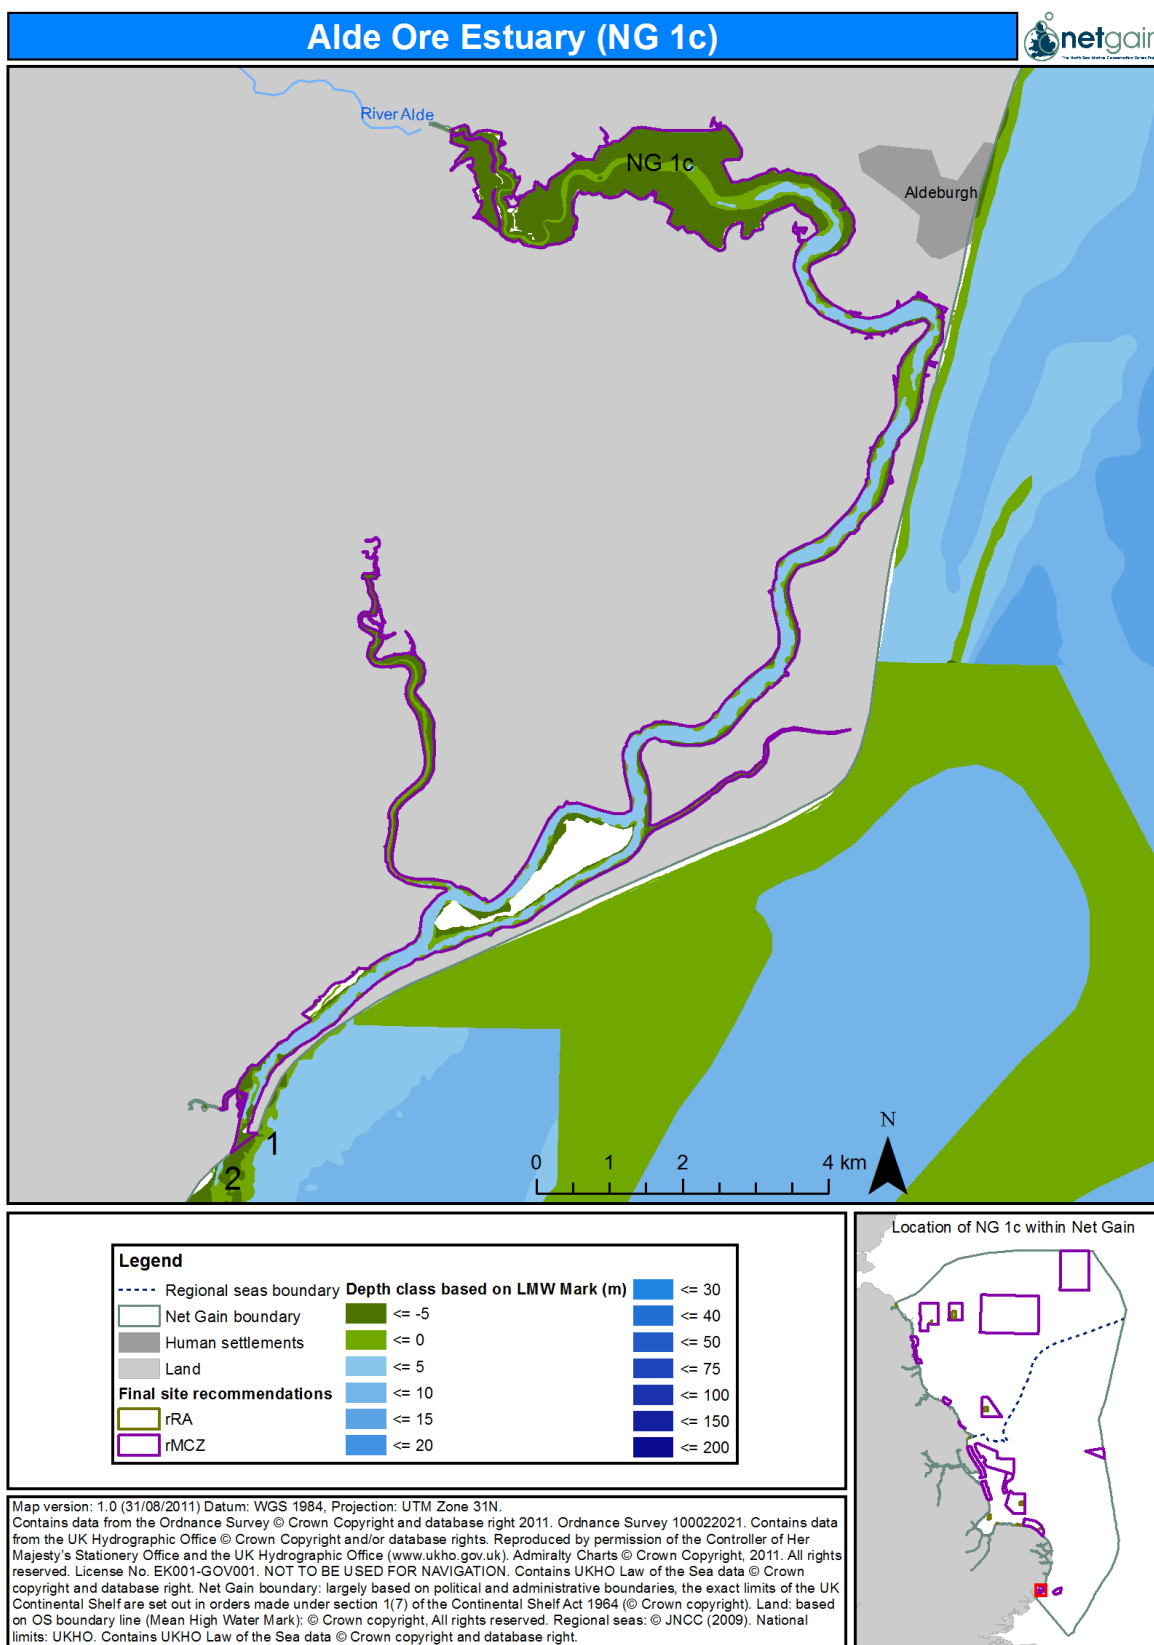 Alde Ore Estuary (NG 1c)
netgain
River Alde
NG 1c
Aldeburgh
1
2
0 1 2 4 km
N
Legend
Regional seas boundary
Net Gain boundary
Human settlements
Land
Final site recommendations
rRA
rMCZ
Depth class based on LMW Mark (m)
<= -5
<= 0
<= 5
<= 10
<= 15
<= 20
<= 30
<= 40
<= 50
<= 75
<= 100
<= 150
<= 200
Location of NG 1c within Net Gain
Map version: 1.0 (31/08/2011) Datum: WGS 1984, Projection: UTM Zone 31N.
Contains data from the Ordnance Survey © Crown Copyright and database right 2011. Ordnance Survey 100022021. Contains data
from the UK Hydrographic Office © Crown Copyright and/or database rights. Reproduced by permission of the Controller of Her
Majesty's Stationery Office and the UK Hydrographic Office (www.ukho.gov.uk). Admiralty Charts © Crown Copyright, 2011. All rights
reserved. License No. EK001-GOV001. NOT TO BE USED FOR NAVIGATION. Contains UKHO Law of the Sea data © Crown
copyright and database right. Net Gain boundary: largely based on political and administrative boundaries, the exact limits of the UK
Continental Shelf are set out in orders made under section 1(7) of the Continental Shelf Act 1964 (© Crown copyright). Land: based
on OS boundary line (Mean High Water Mark): © Crown copyright, All rights reserved. Regional seas: © JNCC (2009). National
limits: UKHO. Contains UKHO Law of the Sea data © Crown copyright and database right.